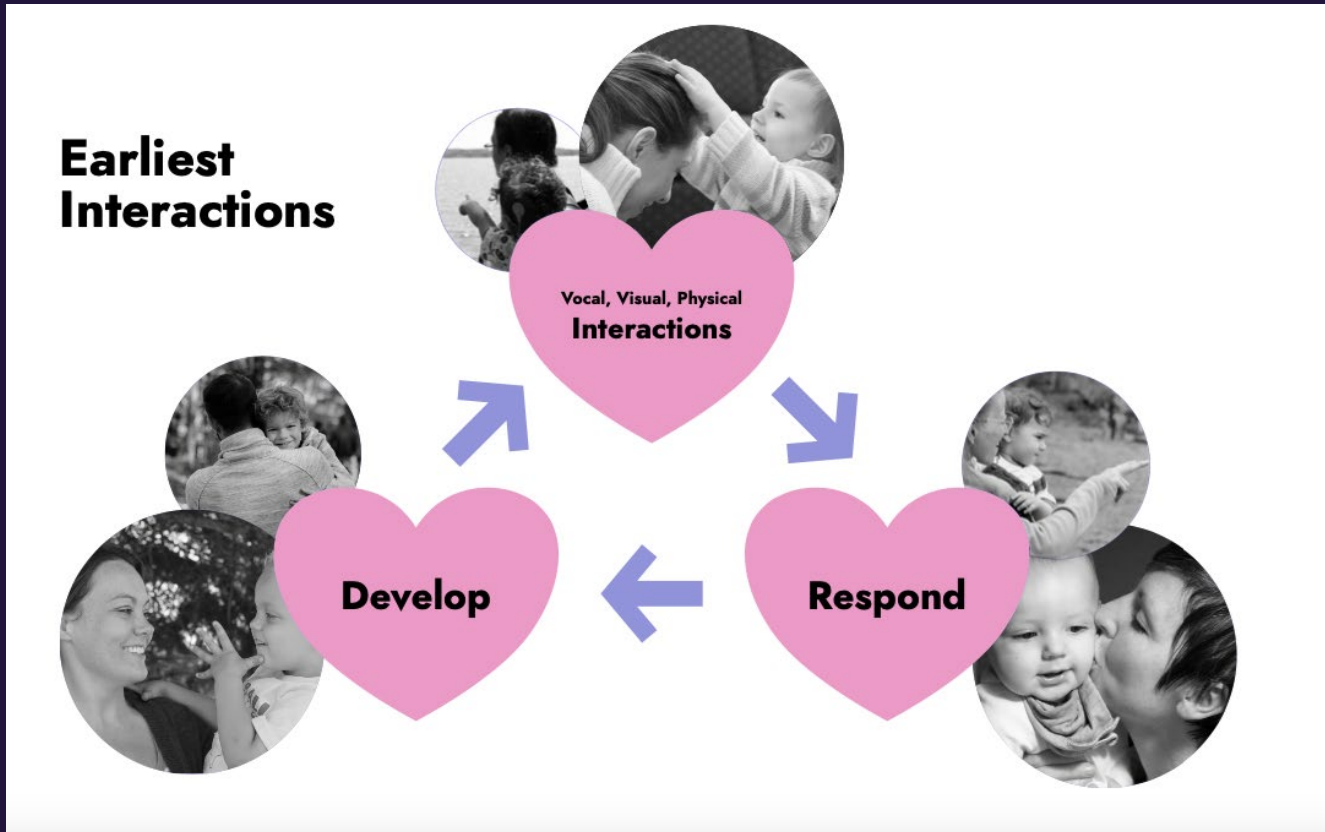 Earliest
Interactions
Vocal, Visual, Physical
Interactions
Develop
Respond